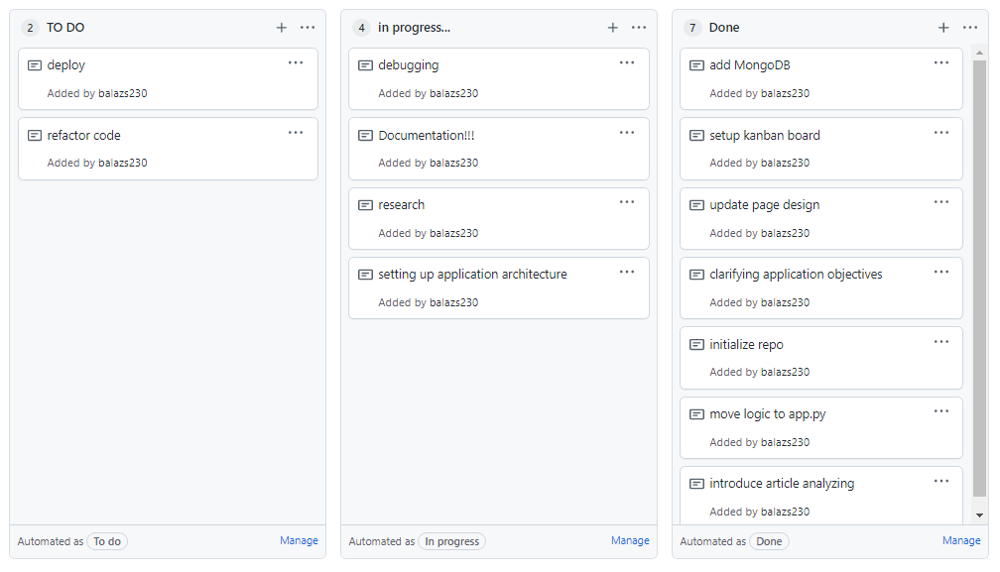 2 TO DO
deploy
Added by balazs230
refactor code
Added by balazs230
Automated as To do Manage
4 in progress...
debugging
Added by balazs230
Documentation!!!
Added by balazs230
research
Added by balazs230
setting up application architecture
Added by balazs230
Automated as In progress Manage
7 Done
add MongoDB
Added by balazs230
setup kanban board
Added by balazs230
update page design
Added by balazs230
clarifying application objectives
Added by balazs230
initialize repo
Added by balazs230
move logic to app.py
Added by balazs230
introduce article analyzing
Added by balazs230
Automated as Done Manage